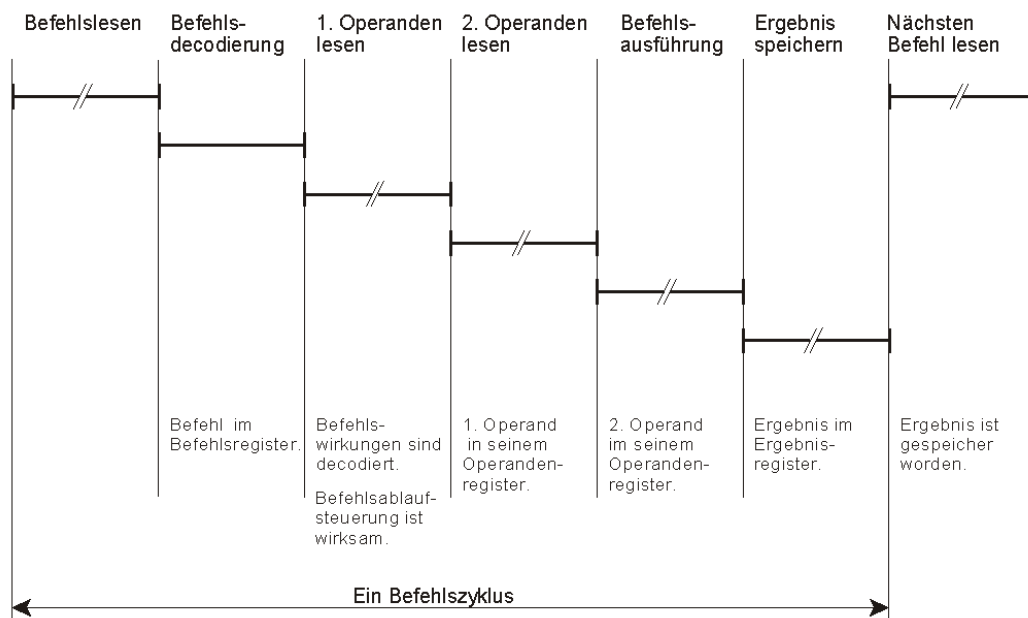 Befehlslesen
Befehls-
decodierung
1. Operanden
lesen
2. Operanden
lesen
Befehls-
ausführung
Ergebnis
speichern
Nächsten
Befehl lesen
Befehl im
Befehlsregister.
Befehls-
wirkungen sind
decodiert.
Befehlsablauf-
steuerung ist
wirksam.
1. Operand
in seinem
Operanden-
register.
2. Operand
im seinem
Operanden-
register.
Ergebnis im
Ergebnis-
register.
Ergebnis ist
gespeicher
worden.
Ein Befehlszyklus